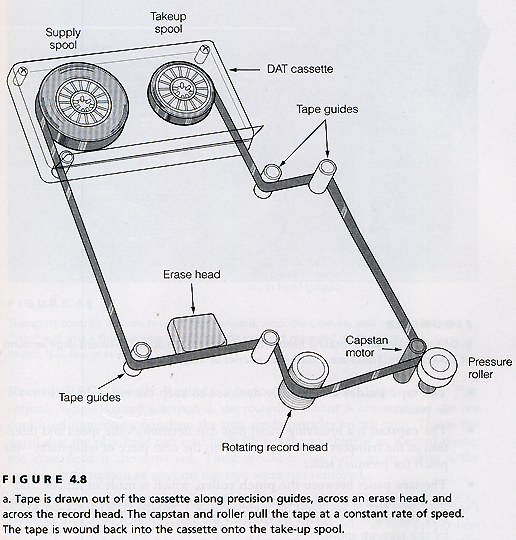 Supply
spool
Takeup
spool
DAT cassette
Tape guides
Erase head
Capstan
motor
Pressure
roller
Tape guides
Rotating record head
FIGURE 4.8
a. Tape is drawn out of the cassette along precision guides, across an erase head, and
across the record head. The capstan and roller pull the tape at a constant rate of speed.
The tape is wound back into the cassette onto the take-up spool.